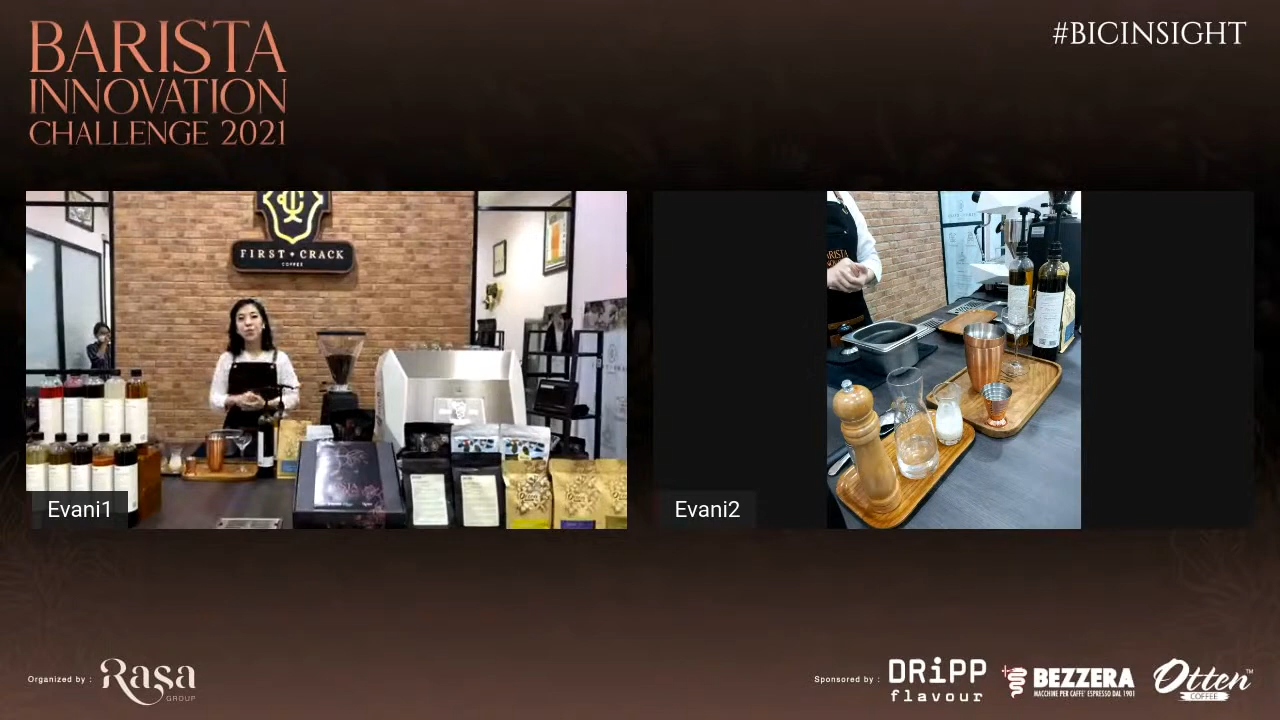 BARISTA
INNOVATION
CHALLENGE 2021
#BICINSIGHT
FIRST CRACK
COFFEE
Evani1
Evani2
Organized by :
Rasa
GROUP
Sponsored by :
DRiPP
flavour
BEZZERA
MACCHINE PER CAFFE' ESPRESSO DAL 1901
Otten
COFFEE
TM